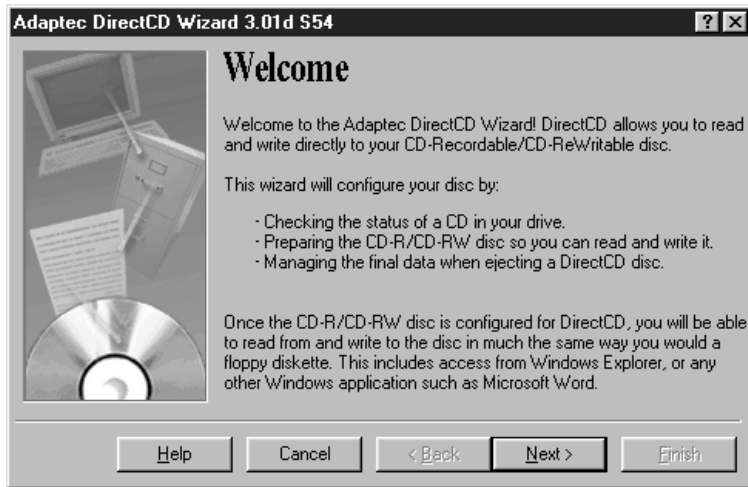 Adaptec DirectCD Wizard 3.01d S54
Welcome
Welcome to the Adaptec DirectCD Wizard! DirectCD allows you to read
and write directly to your CD-Recordable/CD-ReWritable disc.
This wizard will configure your disc by:
- Checking the status of a CD in your drive.
- Preparing the CD-R/CD-RW disc so you can read and write it.
- Managing the final data when ejecting a DirectCD disc.
Once the CD-R/CD-RW disc is configured for DirectCD, you will be able
to read from and write to the disc in much the same way you would a
floppy diskette. This includes access from Windows Explorer, or any
other Windows application such as Microsoft Word.
Help Cancel < Back Next > Finish